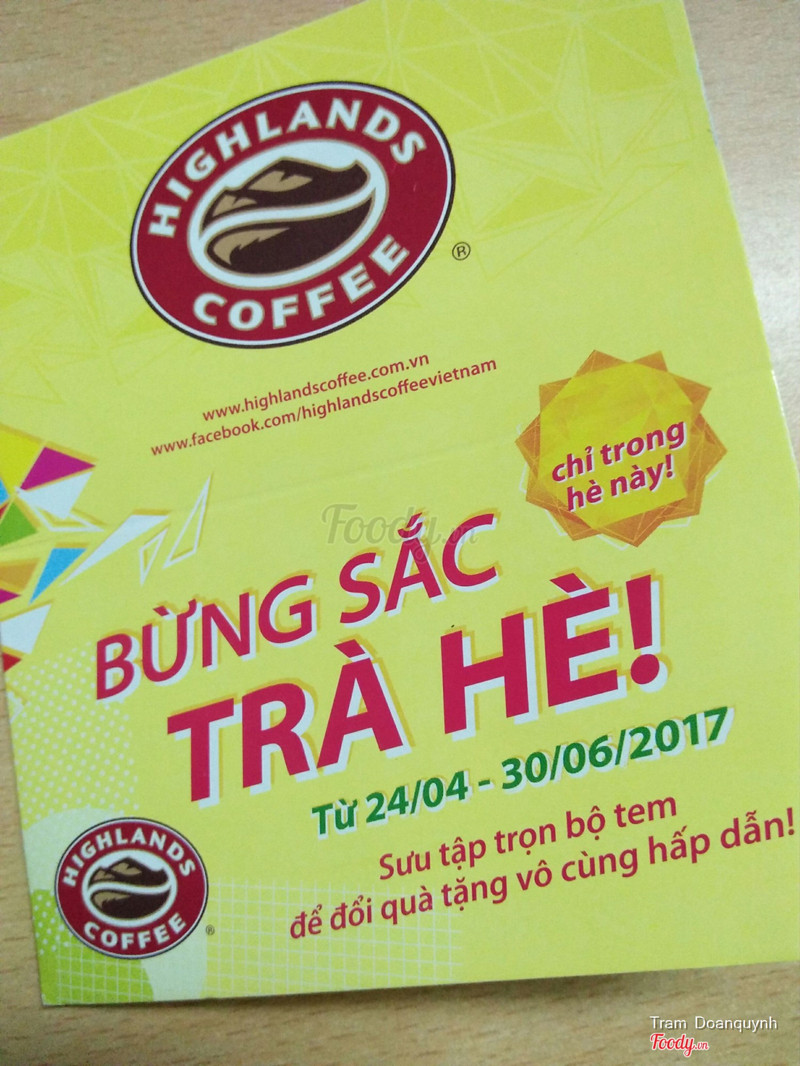 HIGHLANDS
COFFEE
®
www.highlandscoffee.com.vn
www.facebook.com/highlandscoffeevietnam
chỉ trong
hè này!
Foody.vn
BỪNG SẮC
TRÀ HÈ!
Từ 24/04 - 30/06/2017
Sưu tập trọn bộ tem
để đổi quà tặng vô cùng hấp dẫn!
HIGHLANDS
COFFEE
®
Tram Doanquynh
Foody.vn